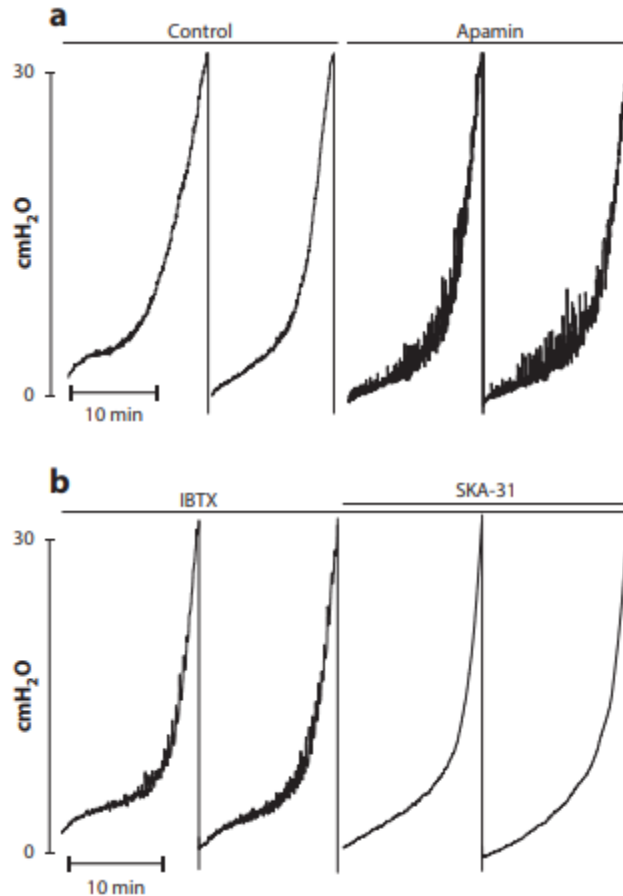 a
Control Apamin
30
cmH₂O
0
10 min
b
IBTX SKA-31
30
cmH₂O
0
10 min